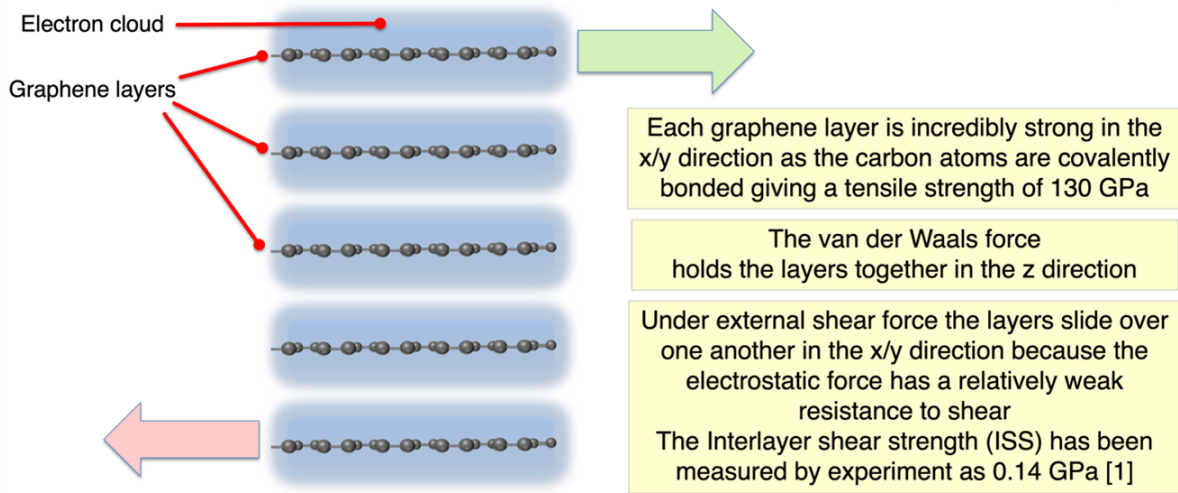 Electron cloud
Graphene layers
Each graphene layer is incredibly strong in the
x/y direction as the carbon atoms are covalently
bonded giving a tensile strength of 130 GPa
The van der Waals force
holds the layers together in the z direction
Under external shear force the layers slide over
one another in the x/y direction because the
electrostatic force has a relatively weak
resistance to shear
The Interlayer shear strength (ISS) has been
measured by experiment as 0.14 GPa [1]